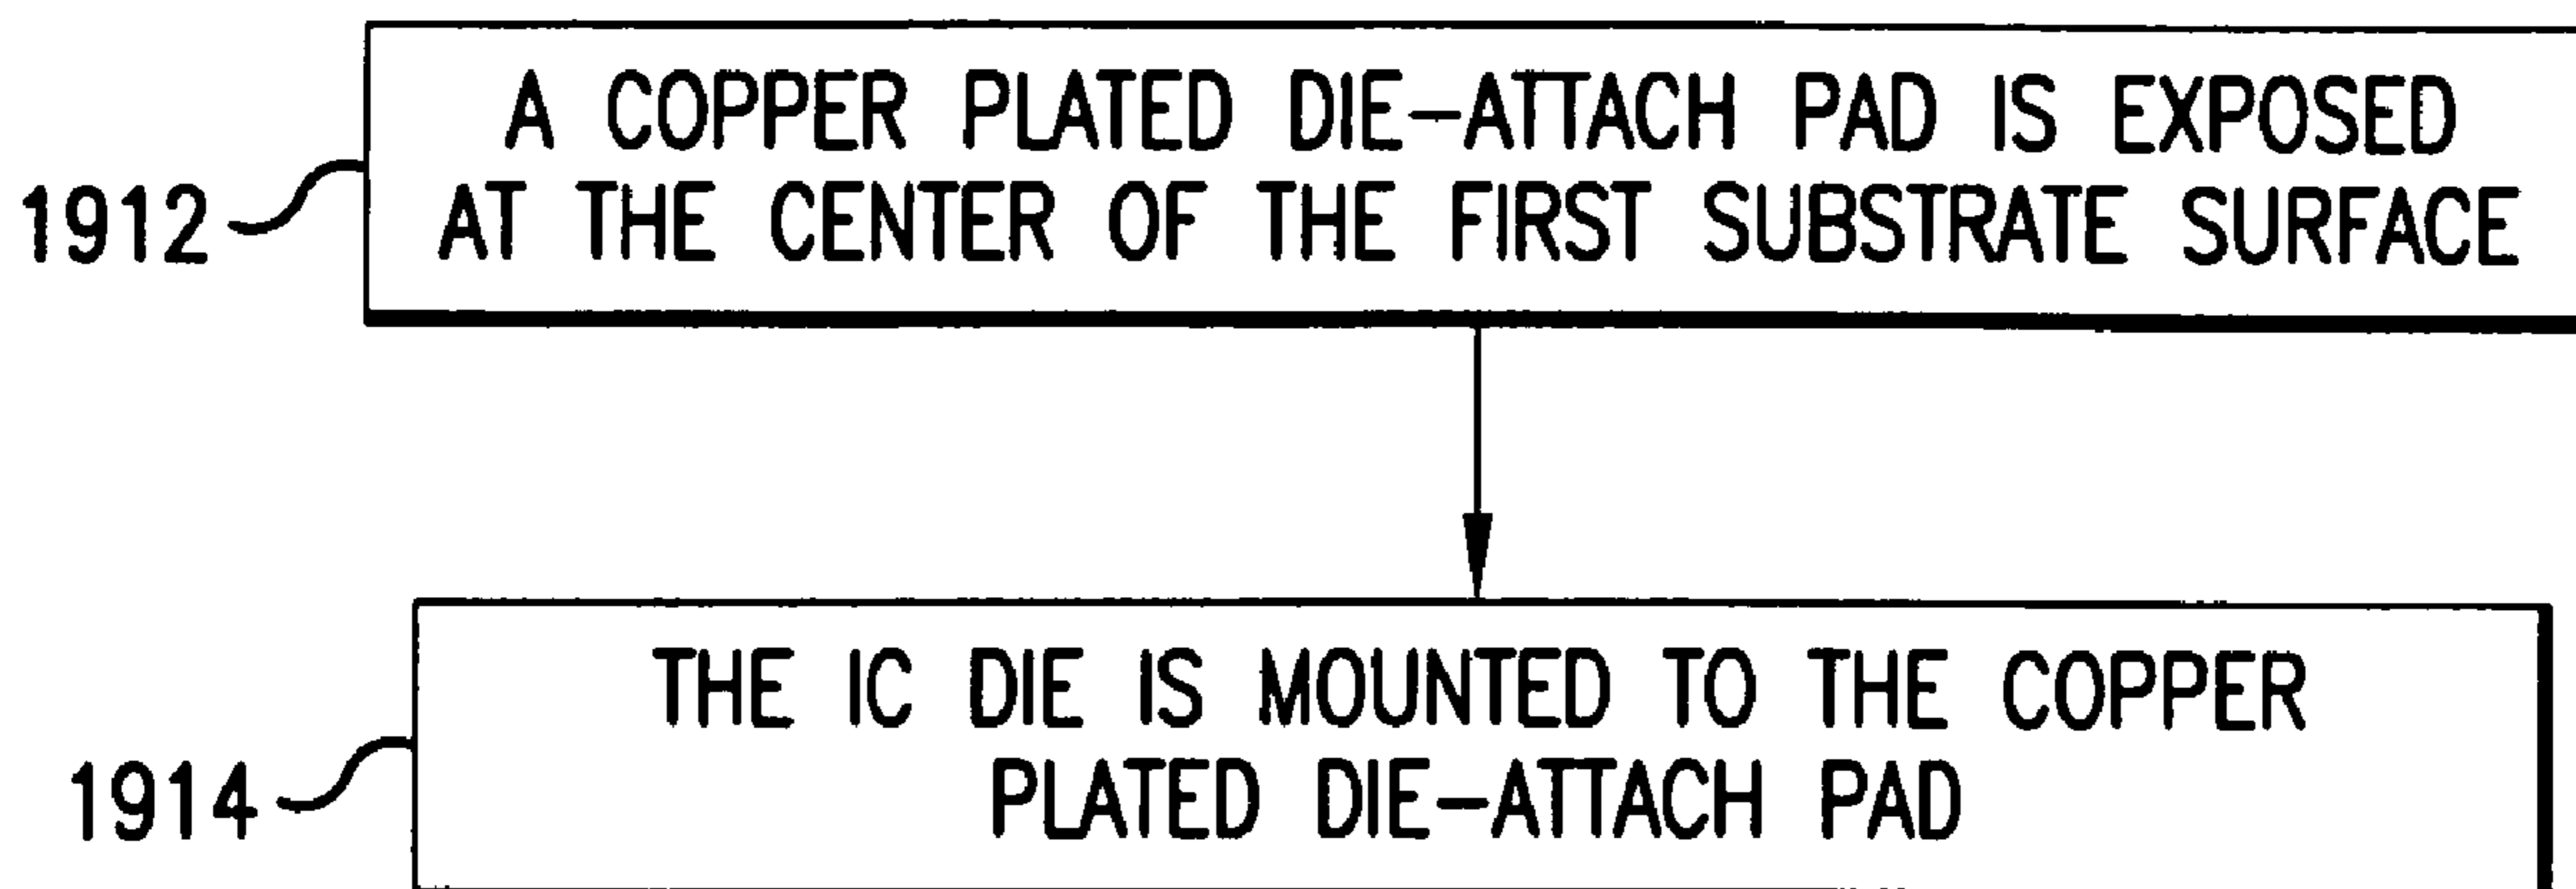 A COPPER PLATED DIE-ATTACH PAD IS EXPOSED
AT THE CENTER OF THE FIRST SUBSTRATE SURFACE
1912
THE IC DIE IS MOUNTED TO THE COPPER
PLATED DIE-ATTACH PAD
1914